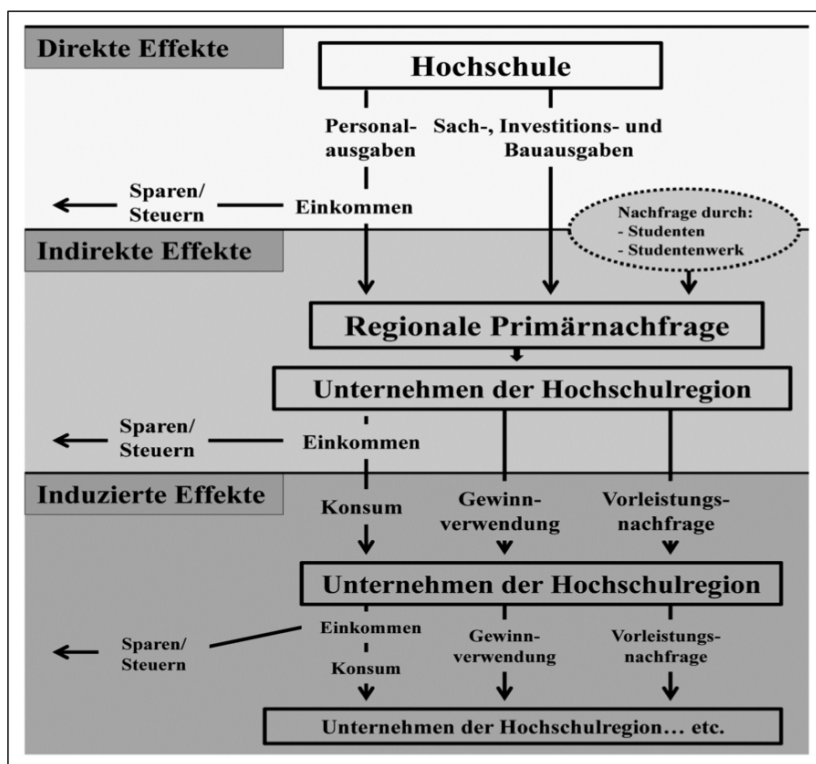 Direkte Effekte
Hochschule
Personal-
ausgaben
Sach-, Investitions- und
Bauausgaben
Sparen/
Steuern
Einkommen
Nachfrage durch:
- Studenten
- Studentenwerk
Indirekte Effekte
Regionale Primärnachfrage
Unternehmen der Hochschulregion
Sparen/
Steuern
Einkommen
Induzierte Effekte
Konsum
Gewinn-
verwendung
Vorleistungs-
nachfrage
Unternehmen der Hochschulregion
Sparen/
Steuern
Einkommen
Konsum
Gewinn-
verwendung
Vorleistungs-
nachfrage
Unternehmen der Hochschulregion… etc.